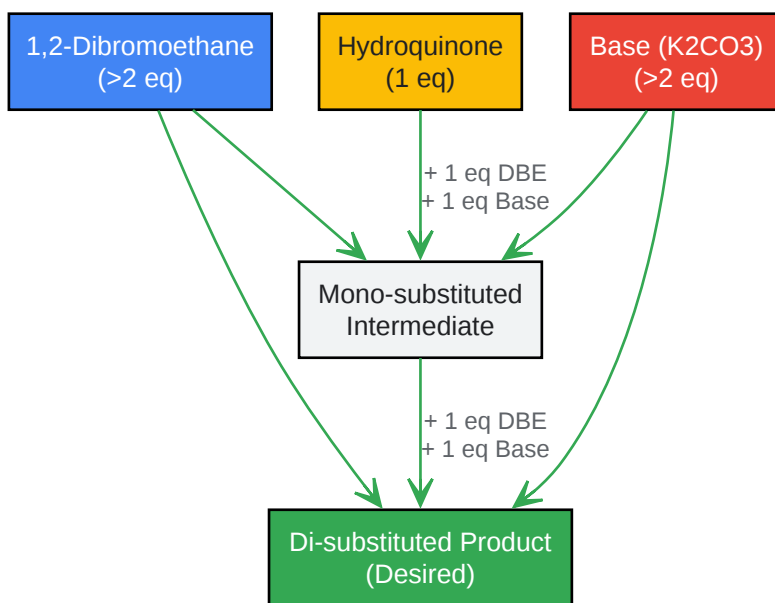 1,2-Dibromoethane
(>2 eq)
Hydroquinone
(1 eq)
Base (K2CO3)
(>2 eq)
+ 1 eq DBE
+ 1 eq Base
Mono-substituted
Intermediate
+ 1 eq DBE
+ 1 eq Base
Di-substituted Product
(Desired)